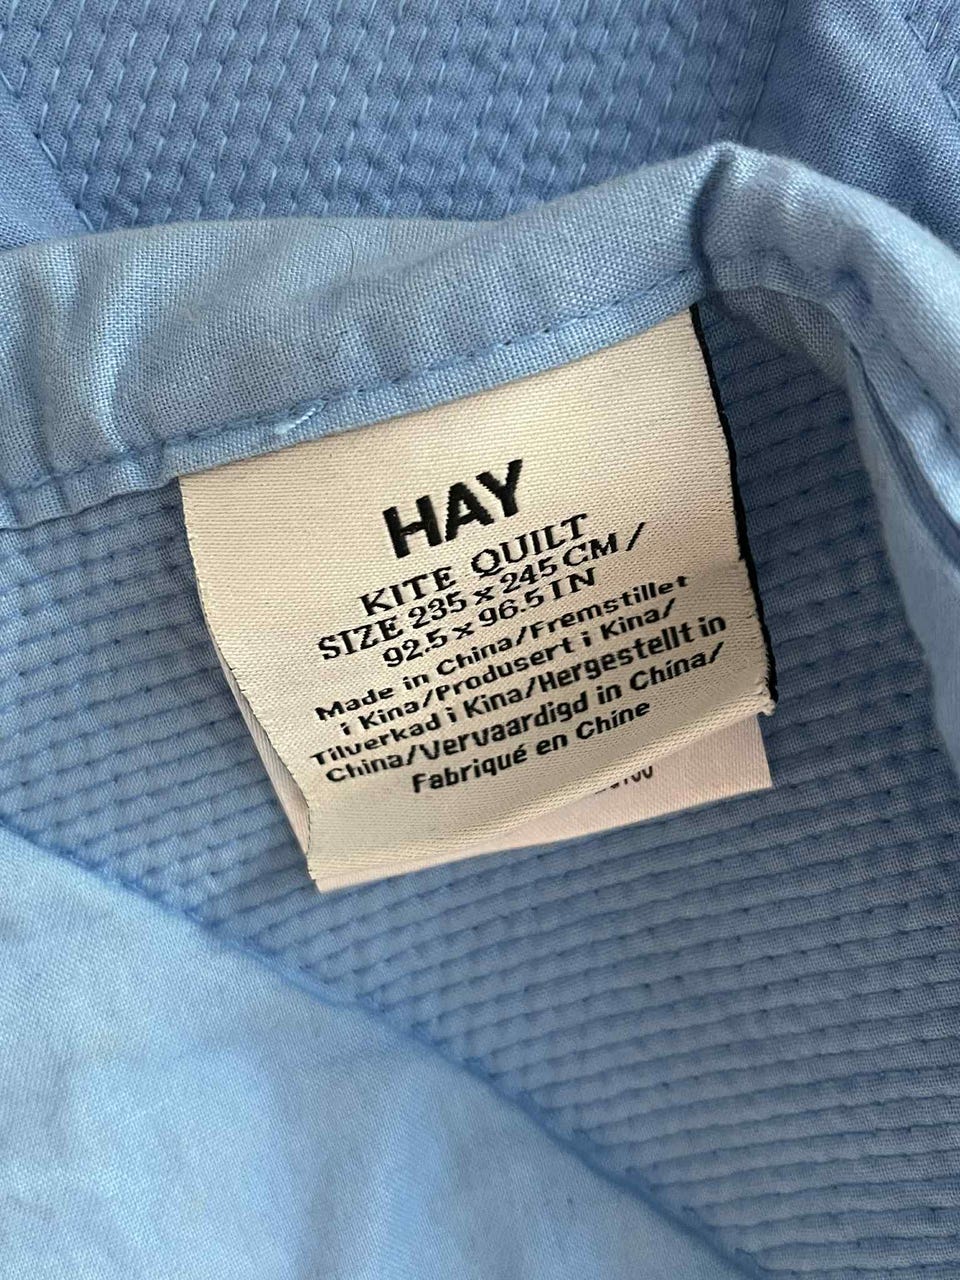 HAY
KITE QUILT
SIZE 235 x 245 CM /
92.5 x 96.5 IN
Made in China/Fremstillet
i Kina/Produsert i Kina/
Tilverkad i Kina/Hergestellt in
China/Vervaardigd in China/
Fabriqué en Chine